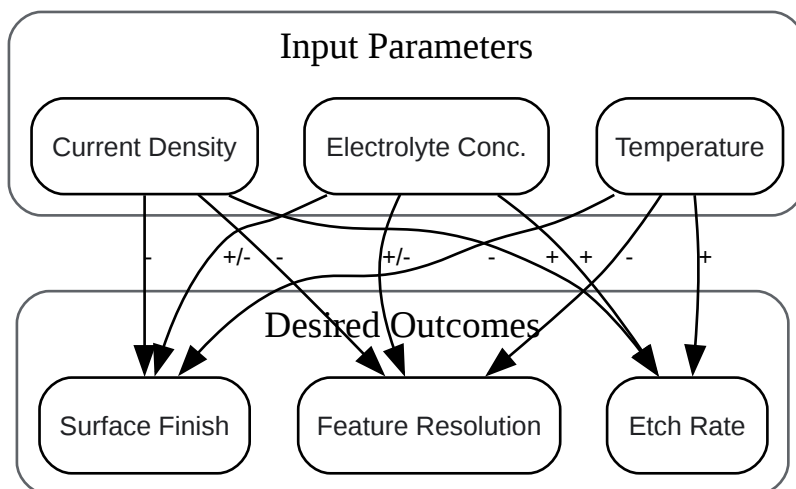 Input Parameters
Current Density
Electrolyte Conc.
Temperature
-
+/-
-
+/-
-
+
+
-
+
Desired Outcomes
Surface Finish
Feature Resolution
Etch Rate